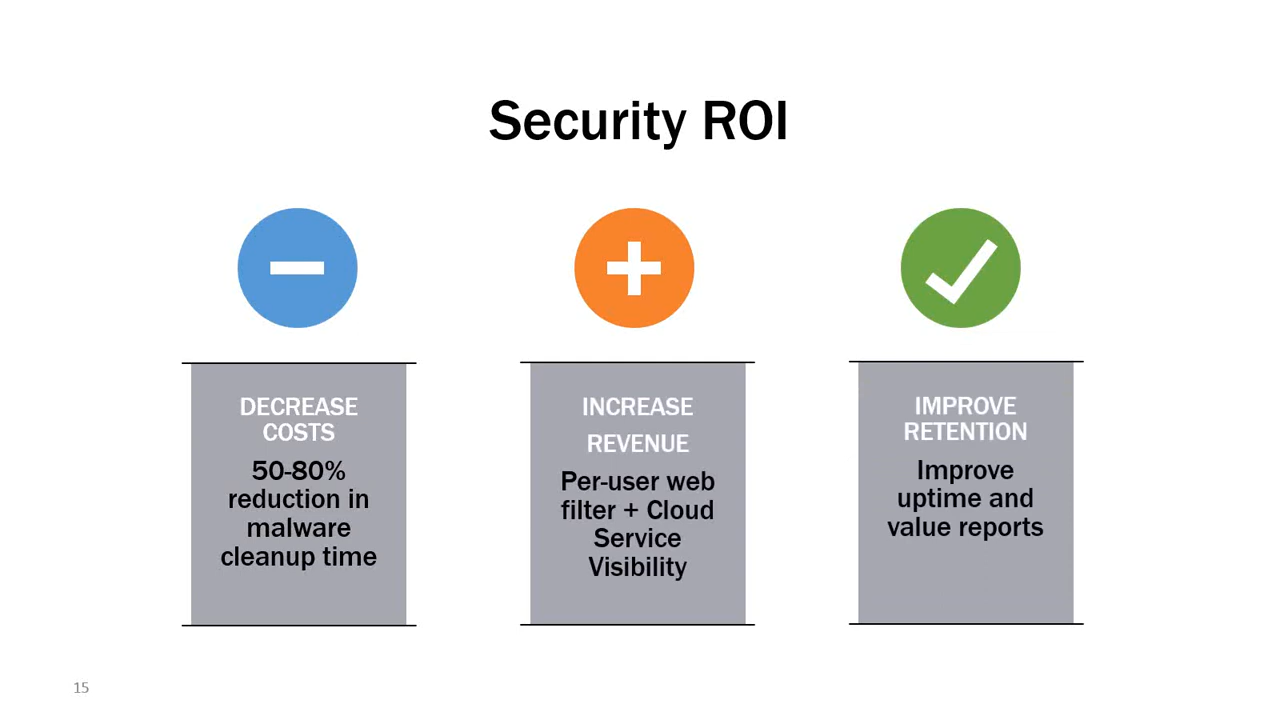 Security ROI
DECREASE
COSTS
50-80%
reduction in
malware
cleanup time
INCREASE
REVENUE
Per-user web
filter + Cloud
Service
Visibility
IMPROVE
RETENTION
Improve
uptime and
value reports
15